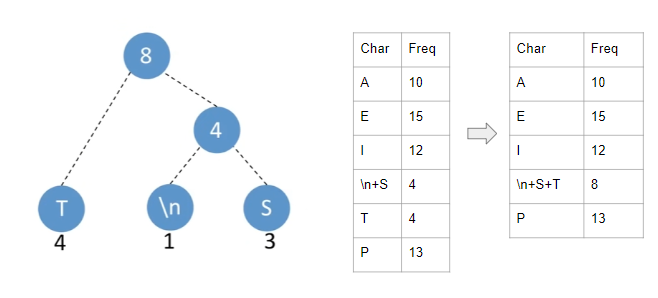 8
4
T
\n
S
4
1
3
Char Freq
A 10
E 15
I 12
\n+S 4
T 4
P 13
Char Freq
A 10
E 15
I 12
\n+S+T 8
P 13